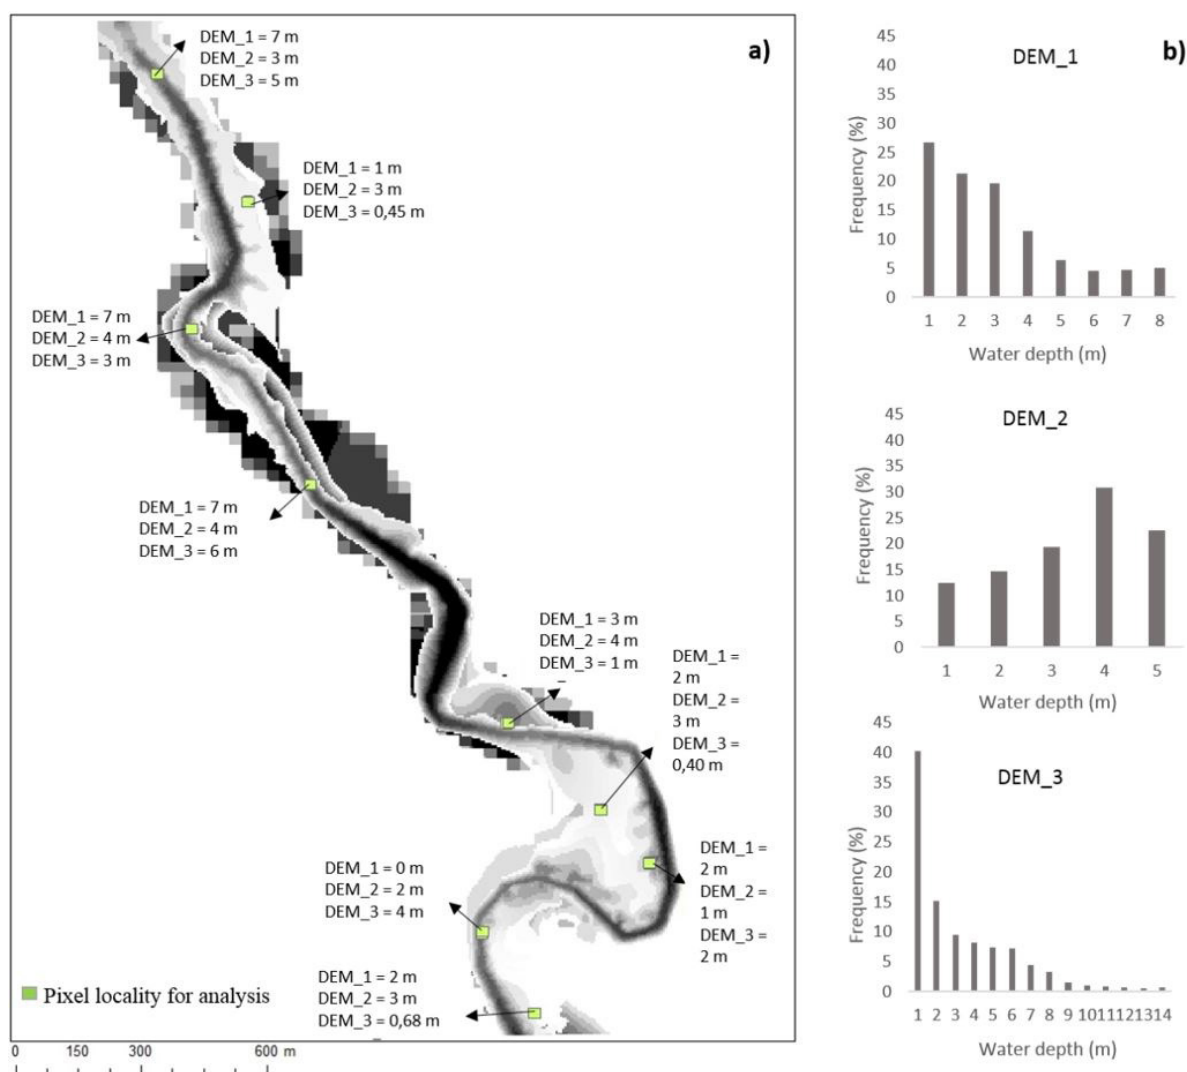 a)
DEM_1 = 7 m
DEM_2 = 3 m
DEM_3 = 5 m
DEM_1 = 1 m
DEM_2 = 3 m
DEM_3 = 0,45 m
DEM_1 = 7 m
DEM_2 = 4 m
DEM_3 = 3 m
DEM_1 = 7 m
DEM_2 = 4 m
DEM_3 = 6 m
DEM_1 = 3 m
DEM_2 = 4 m
DEM_3 = 1 m
DEM_1 =
2 m
DEM_2 =
3 m
DEM_3 =
0,40 m
DEM_1 =
2 m
DEM_2 =
1 m
DEM_3 =
2 m
DEM_1 = 0 m
DEM_2 = 2 m
DEM_3 = 4 m
DEM_1 = 2 m
DEM_2 = 3 m
DEM_3 = 0,68 m
Pixel locality for analysis
0 150 300 600 m
b)
DEM_1
Frequency (%)
45
40
35
30
25
20
15
10
5
0
1 2 3 4 5 6 7 8
Water depth (m)
DEM_2
Frequency (%)
45
40
35
30
25
20
15
10
5
0
1 2 3 4 5
Water depth (m)
DEM_3
Frequency (%)
45
40
35
30
25
20
15
10
5
0
1 2 3 4 5 6 7 8 9 1011121314
Water depth (m)